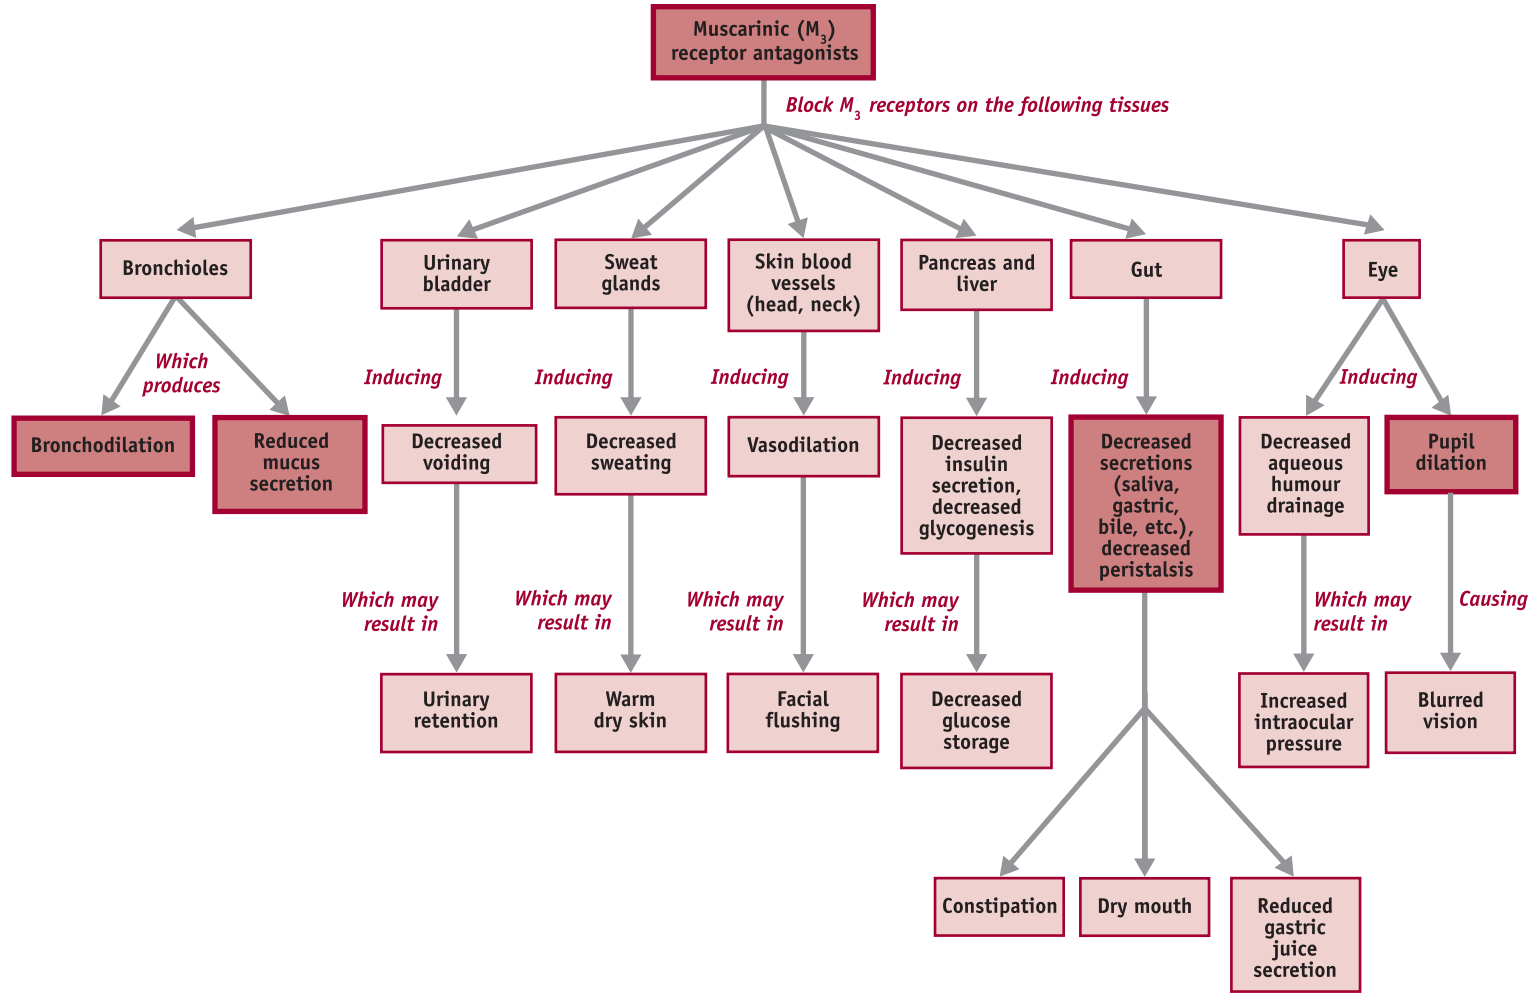 Muscarinic (M3)
receptor antagonists
Block M3 receptors on the following tissues
Bronchioles
Urinary
bladder
Sweat
glands
Skin blood
vessels
(head, neck)
Pancreas and
liver
Gut
Eye
Which
produces
Inducing
Inducing
Inducing
Inducing
Inducing
Inducing
Bronchodilation
Reduced
mucus
secretion
Decreased
voiding
Decreased
sweating
Vasodilation
Decreased
insulin
secretion,
decreased
glycogenesis
Decreased
secretions
(saliva,
gastric,
bile, etc.),
decreased
peristalsis
Decreased
aqueous
humour
drainage
Pupil
dilation
Which may
result in
Which may
result in
Which may
result in
Which may
result in
Which may
result in
Causing
Urinary
retention
Warm
dry skin
Facial
flushing
Decreased
glucose
storage
Increased
intraocular
pressure
Blurred
vision
Constipation
Dry mouth
Reduced
gastric
juice
secretion